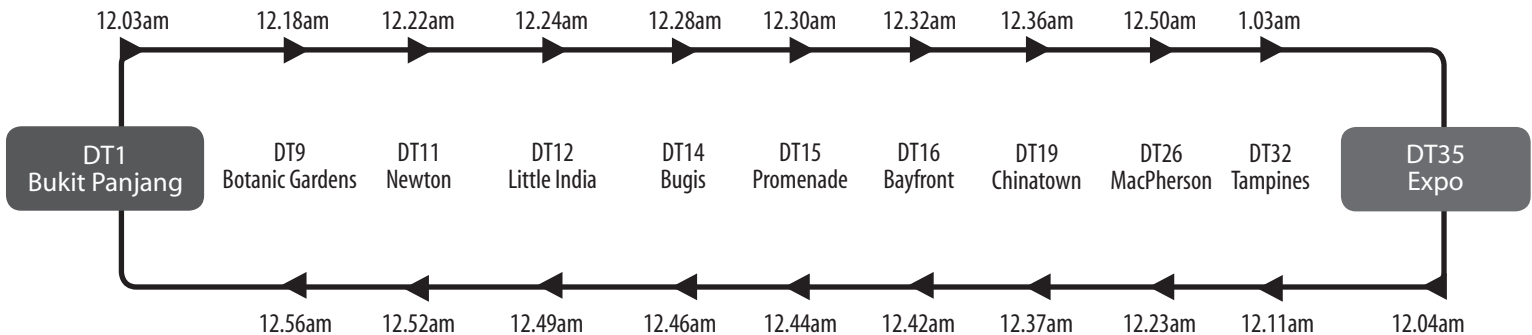 12.03am 12.18am 12.22am 12.24am 12.28am 12.30am 12.32am 12.36am 12.50am 1.03am
DT1 DT9 DT11 DT12 DT14 DT15 DT16 DT19 DT26 DT32 DT35
Bukit Panjang Botanic Gardens Newton Little India Bugis Promenade Bayfront Chinatown MacPherson Tampines Expo
12.56am 12.52am 12.49am 12.46am 12.44am 12.42am 12.37am 12.23am 12.11am 12.04am